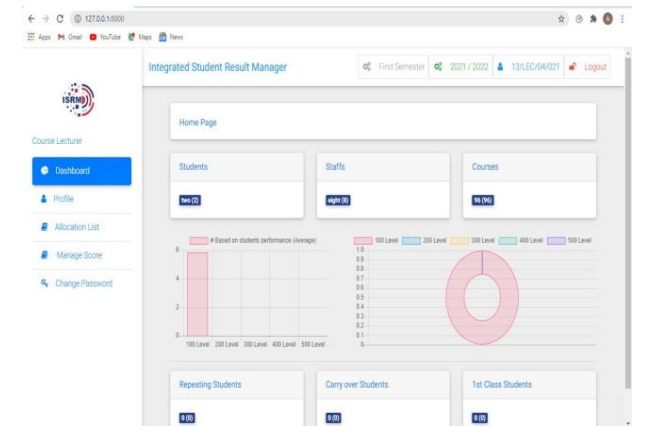 127.0.0.1:8000
Apps Gmail YouTube Maps News
ISRM
Integrated Student Result Manager
First Semester 2021 / 2022 13/LEC/04/021 Logout
Course Lecturer
Dashboard
Profile
Allocation List
Manage Score
Change Password
Home Page
Students Staffs Courses
two (2) eight (8) 96 (96)
# Based on students performance (Average)
6
4
2
0
100 Level 200 Level 300 Level 400 Level 500 Level
100 Level 200 Level 300 Level 400 Level 500 Level
1.0
0.9
0.8
0.7
0.6
0.5
0.4
0.3
0.2
0.1
0
Repeating Students Carry over Students 1st Class Students
0 (0) 0 (0) 0 (0)